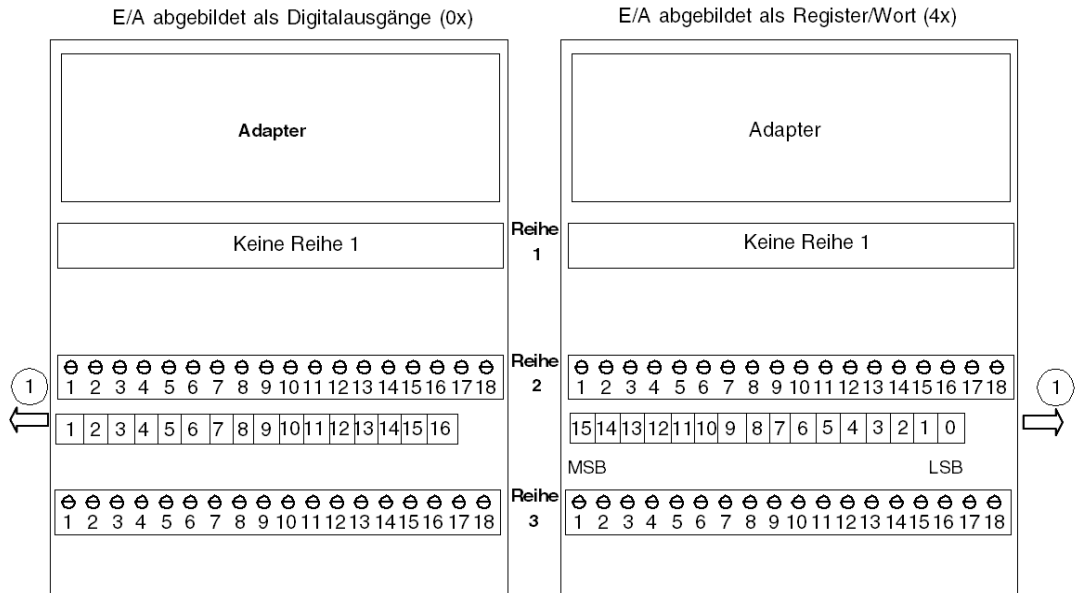 E/A abgebildet als Digitalausgänge (0x)
E/A abgebildet als Register/Wort (4x)
Adapter
Adapter
Keine Reihe 1
Reihe
1
Keine Reihe 1
1 2 3 4 5 6 7 8 9 10 11 12 13 14 15 16 17 18
Reihe
2
1 2 3 4 5 6 7 8 9 10 11 12 13 14 15 16 17 18
1
1
1 2 3 4 5 6 7 8 9 10 11 12 13 14 15 16
15 14 13 12 11 10 9 8 7 6 5 4 3 2 1 0
MSB
LSB
1 2 3 4 5 6 7 8 9 10 11 12 13 14 15 16 17 18
Reihe
3
1 2 3 4 5 6 7 8 9 10 11 12 13 14 15 16 17 18